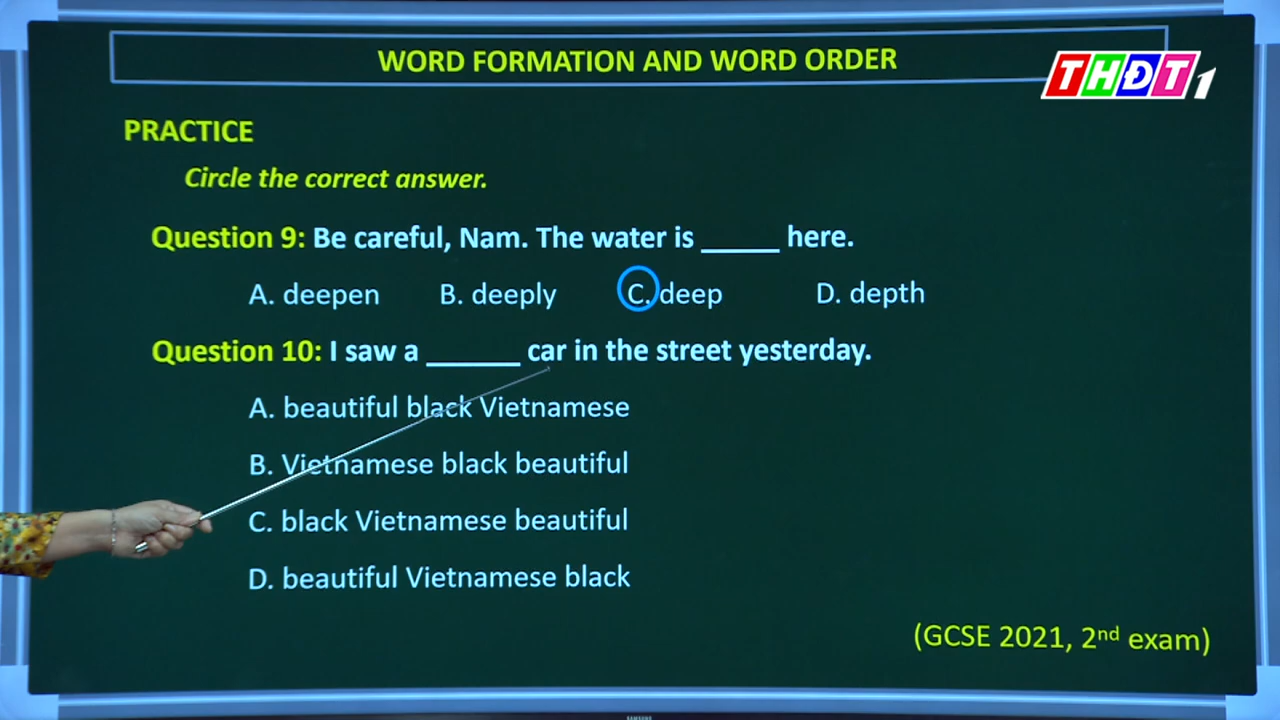 WORD FORMATION AND WORD ORDER
THĐT1
PRACTICE
Circle the correct answer.
Question 9: Be careful, Nam. The water is ______ here.
A. deepen B. deeply C. deep D. depth
Question 10: I saw a _______ car in the street yesterday.
A. beautiful black Vietnamese
B. Vietnamese black beautiful
C. black Vietnamese beautiful
D. beautiful Vietnamese black
(GCSE 2021, 2nd exam)
SAMSUNG